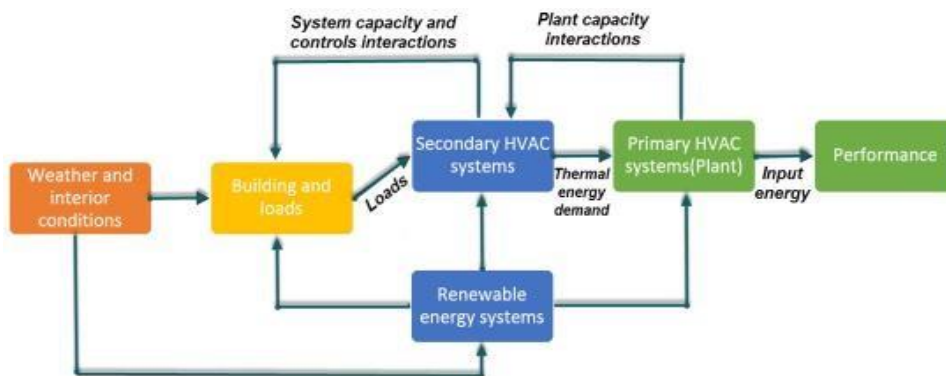 System capacity and
controls interactions
Plant capacity
interactions
Weather and
interior
conditions
Building and
loads
Loads
Secondary HVAC
systems
Thermal
energy
demand
Primary HVAC
systems(Plant)
Input
energy
Performance
Renewable
energy systems